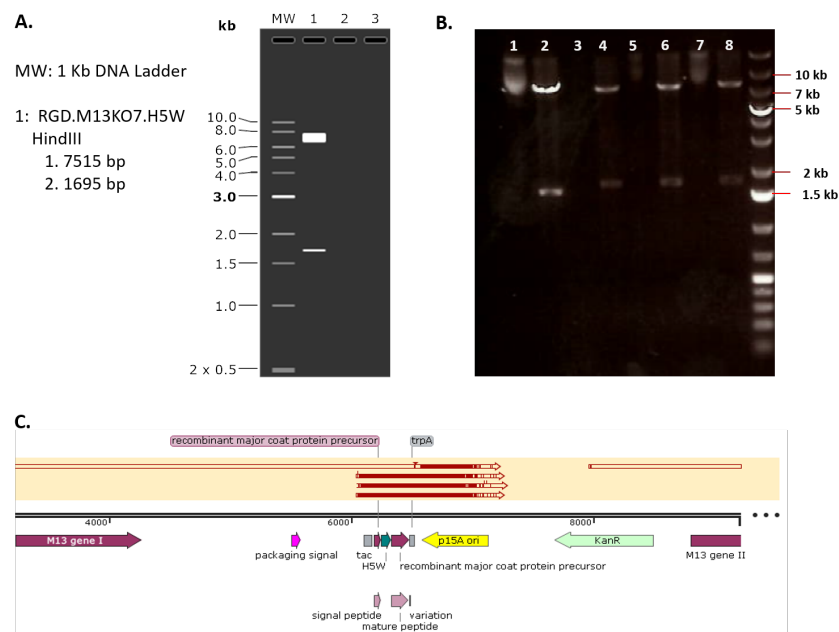 A.
kb
MW 1 2 3
MW: 1 Kb DNA Ladder
1: RGD.M13KO7.H5W
HindIII
1. 7515 bp
2. 1695 bp
10.0
8.0
6.0
5.0
4.0
3.0
2.0
1.5
1.0
2 x 0.5
B.
1 2 3 4 5 6 7 8
10 kb
7 kb
5 kb
2 kb
1.5 kb
C.
recombinant major coat protein precursor
trpA
4000 6000 8000
M13 gene I
packaging signal
tac
H5W
recombinant major coat protein precursor
p15A ori
KanR
M13 gene II
signal peptide
variation
mature peptide